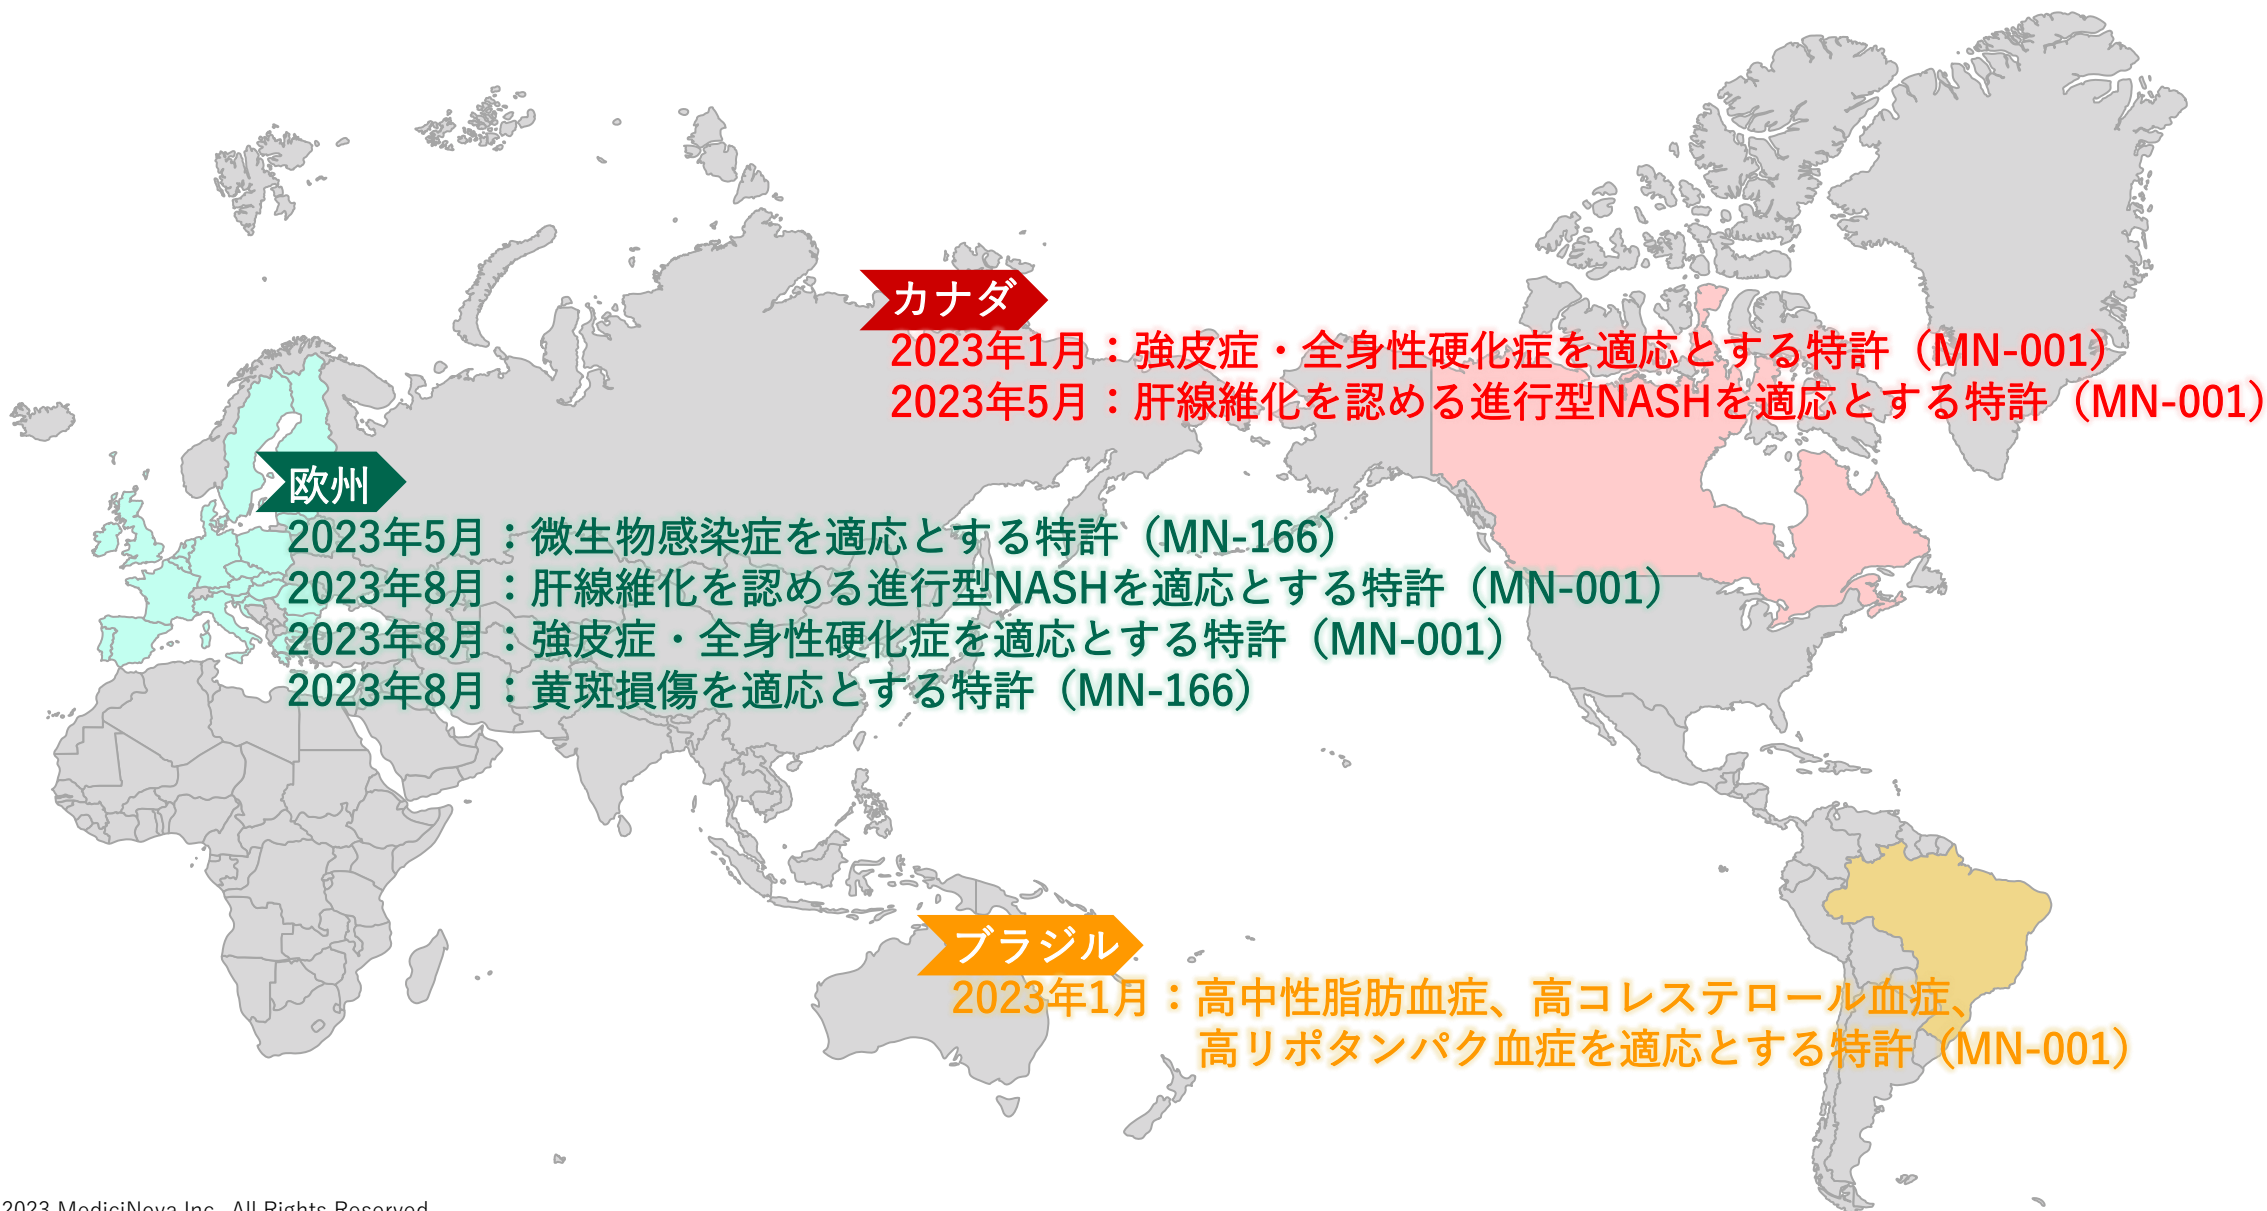 カナダ
2023年1月：強皮症・全身性硬化症を適応とする特許（MN-001）
2023年5月：肝線維化を認める進行型NASHを適応とする特許（MN-001）
欧州
2023年5月：微生物感染症を適応とする特許（MN-166）
2023年8月：肝線維化を認める進行型NASHを適応とする特許（MN-001）
2023年8月：強皮症・全身性硬化症を適応とする特許（MN-001）
2023年8月：黄斑損傷を適応とする特許（MN-166）
ブラジル
2023年1月：高中性脂肪血症、高コレステロール血症、
高リポタンパク血症を適応とする特許（MN-001）
2023 MediciNova Inc. All Rights Reserved